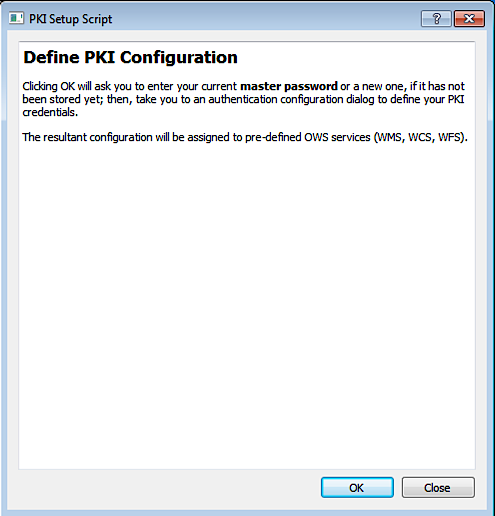 PKI Setup Script
?
Define PKI Configuration
Clicking OK will ask you to enter your current master password or a new one, if it has not
been stored yet; then, take you to an authentication configuration dialog to define your PKI
credentials.
The resultant configuration will be assigned to pre-defined OWS services (WMS, WCS, WFS).
OK
Close